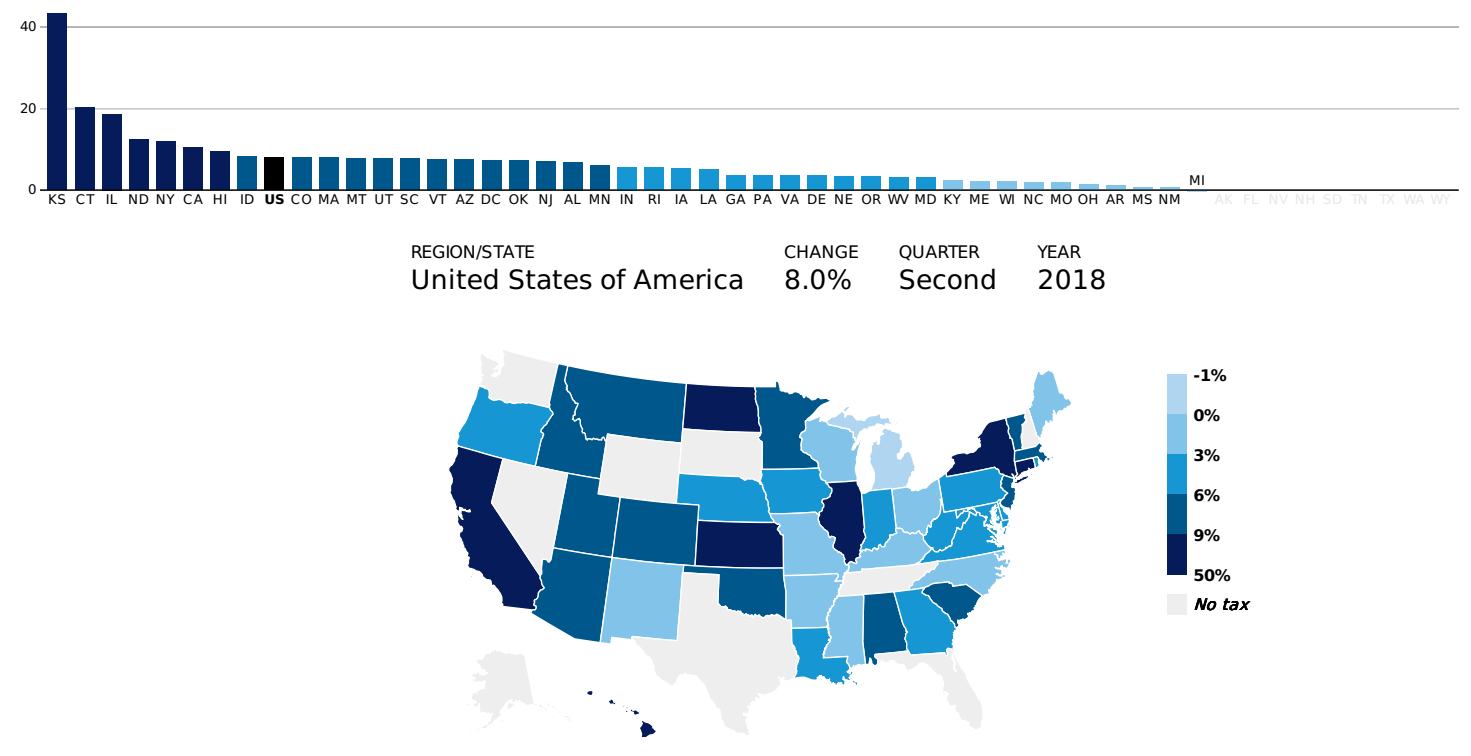 40
20
0
MI
KS CT IL ND NY CA HI ID US CO MA MT UT SC VT AZ DC OK NJ AL MN IN RI IA LA GA PA VA DE NE OR WV MD KY ME WI NC MO OH AR MS NM AK FL NV NH SD TN TX WA WY
REGION/STATE CHANGE QUARTER YEAR
United States of America 8.0% Second 2018
-1%
0%
3%
6%
9%
50%
No tax